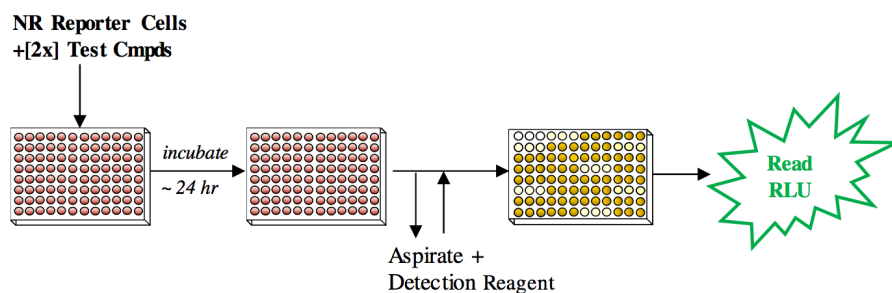 NR Reporter Cells
+[2x] Test Cmpds
incubate
~ 24 hr
Aspirate +
Detection Reagent
Read
RLU